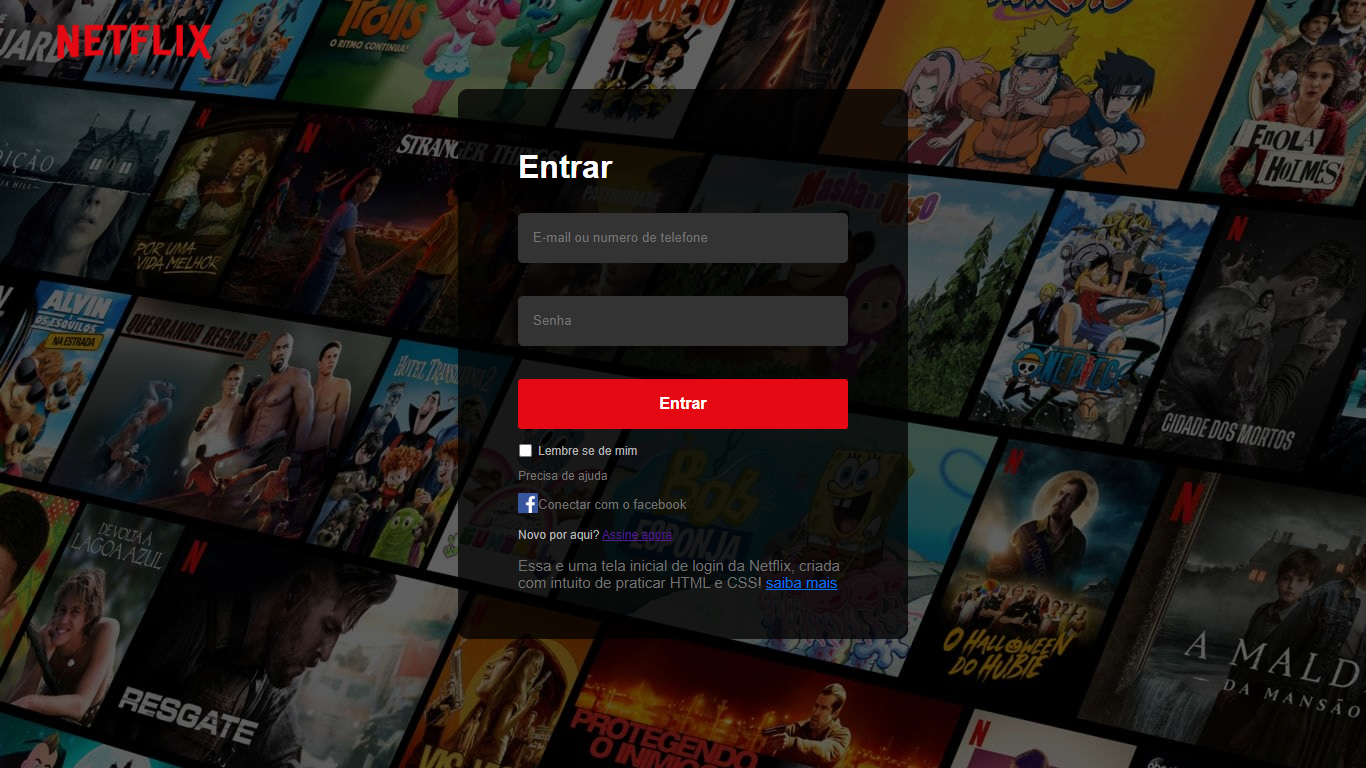 NETFLIX
TROLLS
O RITMO CONTINUA!
STRANGER THINGS
ENOLA
HOLMES
Masha e o Urso
Entrar
E-mail ou numero de telefone
POR UMA
VIDA MELHOR
ALVIN
E OS ESQUILOS
NA ESTRADA
QUEBRANDO REGRAS 2
Senha
HOTEL TRANSILVÂNIA 2
ONE PIECE
CIDADE DOS MORTOS
Entrar
Lembre se de mim
Precisa de ajuda
Conectar com o facebook
Novo por aqui? Assine agora
Essa e uma tela inicial de login da Netflix, criada
com intuito de praticar HTML e CSS! saiba mais
BOB
ESPONJA
DE VOLTA À
LAGOA AZUL
RESGATE
O HALLOWEEN
DO HUBIE
A MALD
DA MANSÃO
PROTEGENDO
O INIMIGO